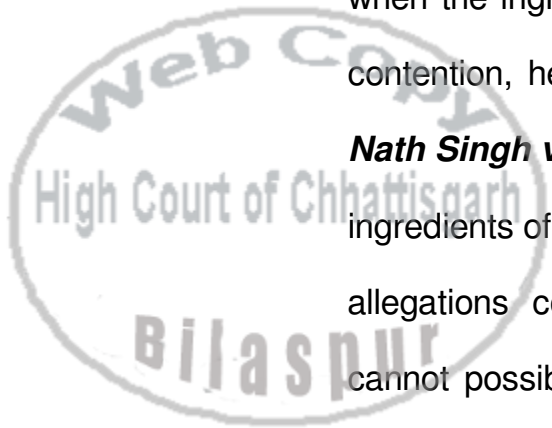 when the ingr
contention, he
Nath Singh v
ingredients of
allegations c
cannot possib
Web Copy
High Court of Chhattisgarh
Bilaspur